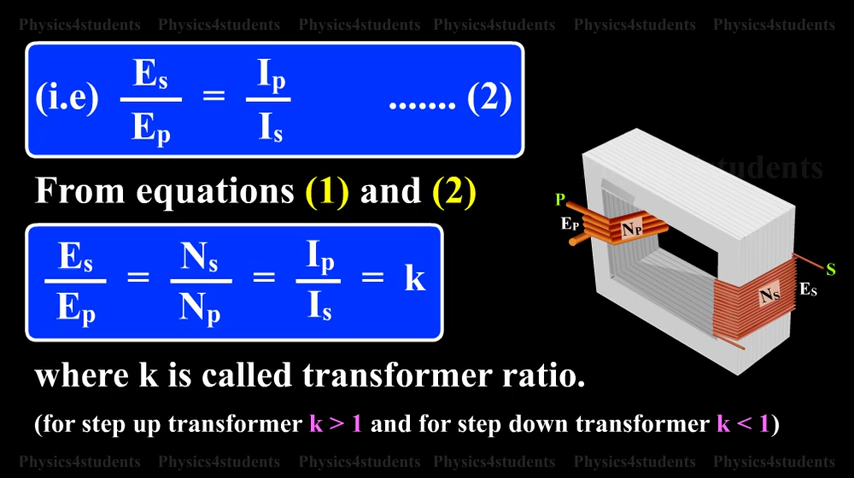 Physics4students Physics4students Physics4students Physics4students Physics4students Physics4students
(i.e) Es/Ep = Ip/Is ....... (2)
From equations (1) and (2)
Es/Ep = Ns/Np = Ip/Is = k
P
EP
NP
S
ES
NS
where k is called transformer ratio.
(for step up transformer k > 1 and for step down transformer k < 1)
Physics4students Physics4students Physics4students Physics4students Physics4students Physics4students